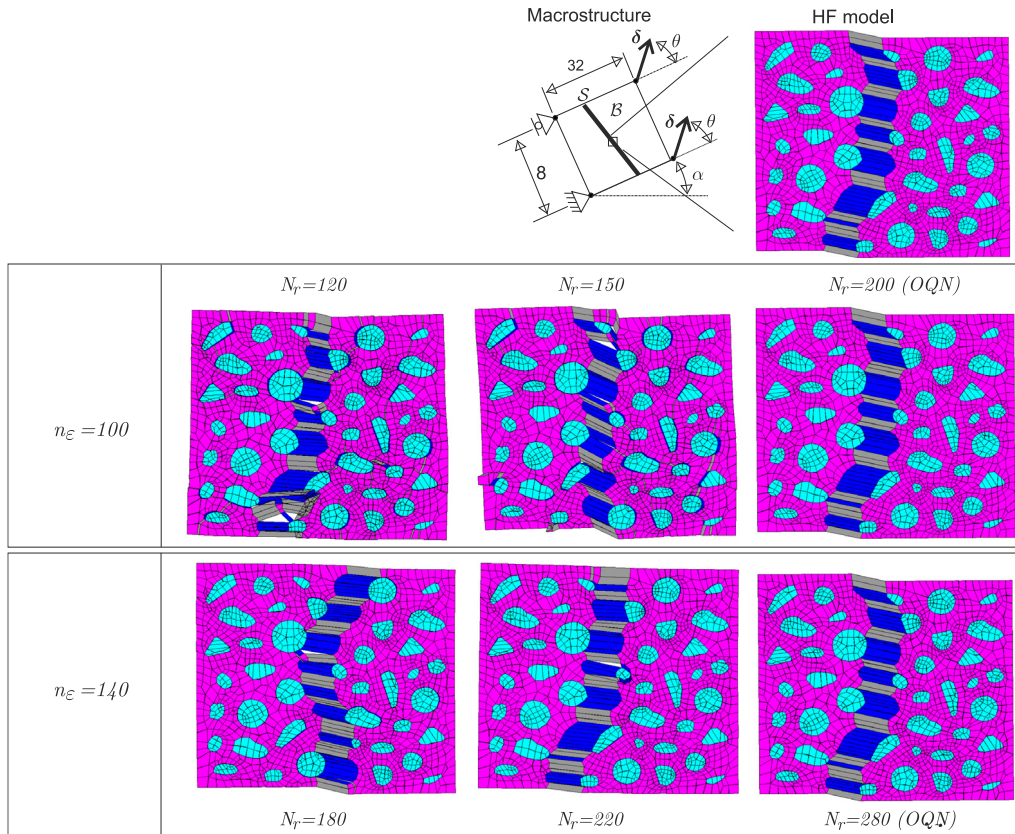 Macrostructure
HF model
δ
θ
32
S
B
δ
θ
8
α
N_r=120
N_r=150
N_r=200 (OQN)
n_ε=100
n_ε=140
N_r=180
N_r=220
N_r=280 (OQN)